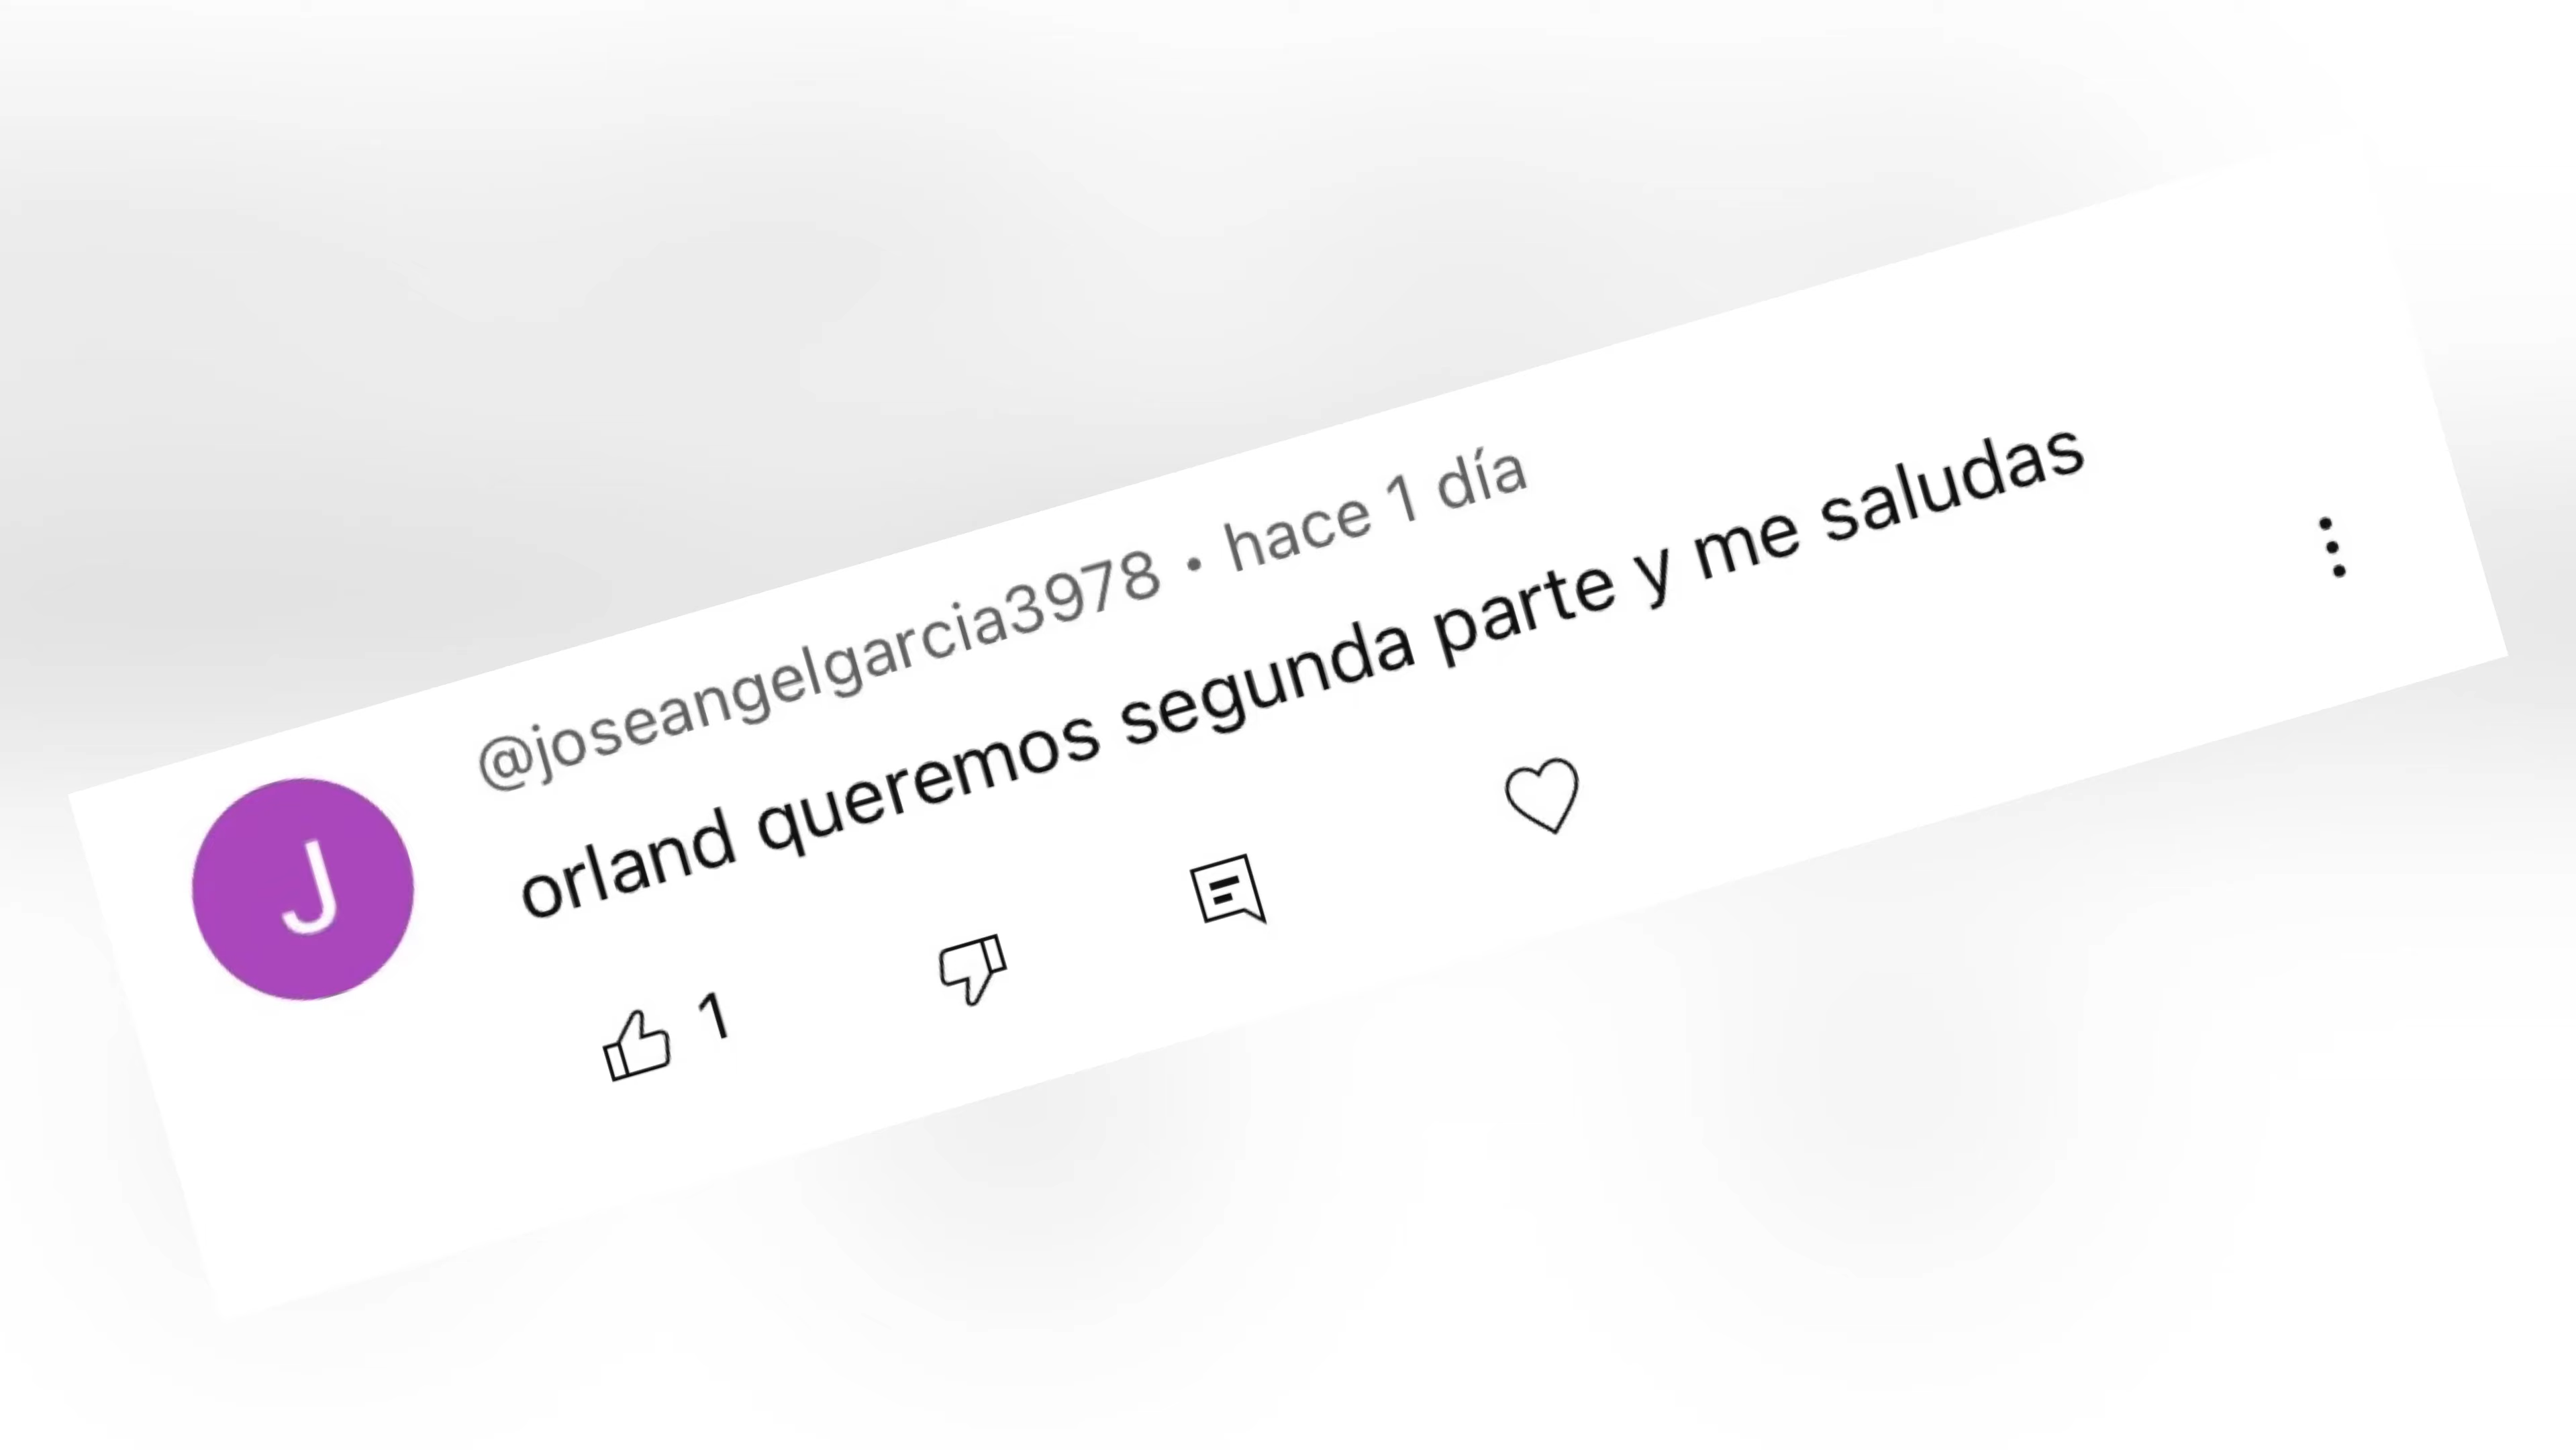 J
@joseangelgarcia3978 • hace 1 día
orland queremos segunda parte y me saludas
1